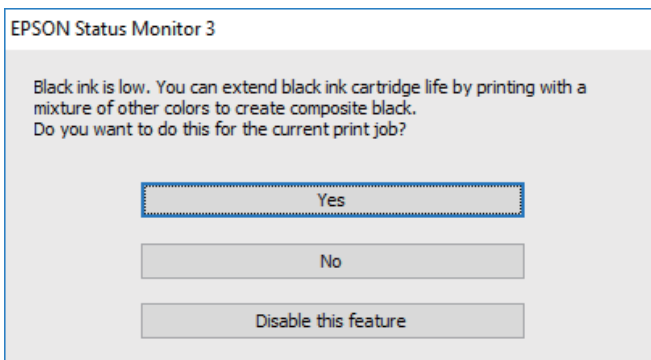 EPSON Status Monitor 3
Black ink is low. You can extend black ink cartridge life by printing with a
mixture of other colors to create composite black.
Do you want to do this for the current print job?
Yes
No
Disable this feature